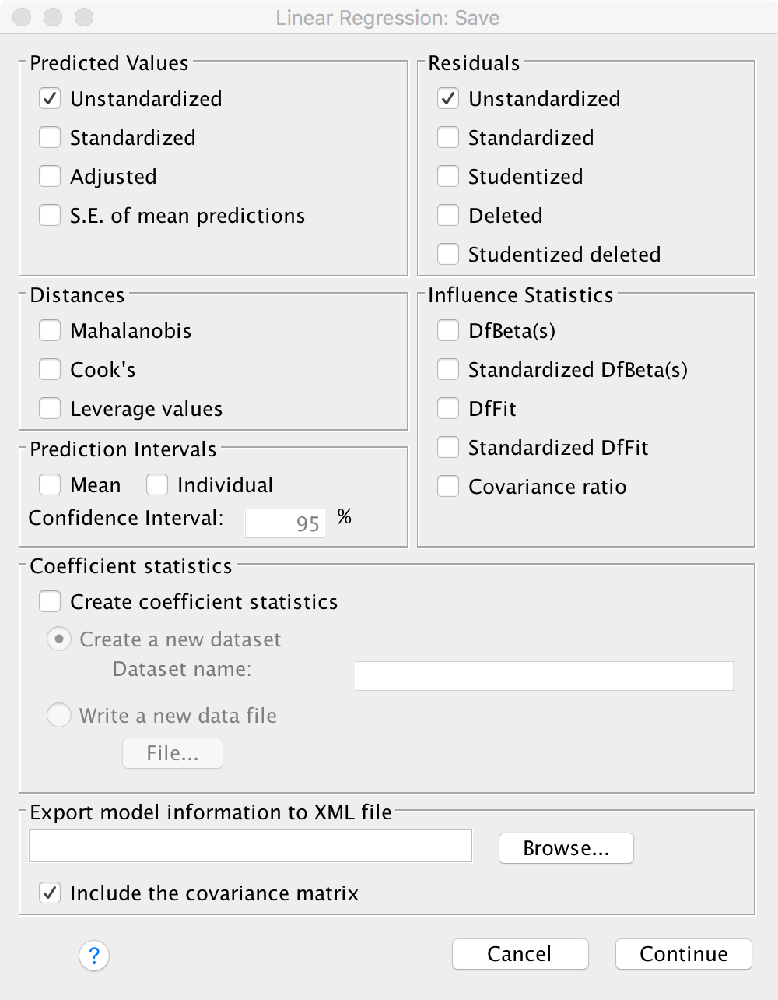 Linear Regression: Save
Predicted Values
Unstandardized
Standardized
Adjusted
S.E. of mean predictions
Residuals
Unstandardized
Standardized
Studentized
Deleted
Studentized deleted
Distances
Mahalanobis
Cook's
Leverage values
Influence Statistics
DfBeta(s)
Standardized DfBeta(s)
DfFit
Standardized DfFit
Covariance ratio
Prediction Intervals
Mean Individual
Confidence Interval: 95 %
Coefficient statistics
Create coefficient statistics
Create a new dataset
Dataset name:
Write a new data file
File...
Export model information to XML file
Browse...
Include the covariance matrix
? Cancel Continue